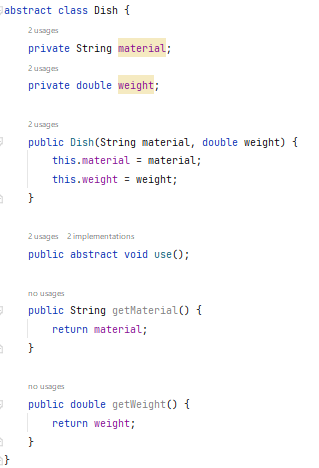 abstract class Dish {
2 usages
private String material;
2 usages
private double weight;
2 usages
public Dish(String material, double weight) {
this.material = material;
this.weight = weight;
}
2 usages 2 implementations
public abstract void use();
no usages
public String getMaterial() {
return material;
}
no usages
public double getWeight() {
return weight;
}
}